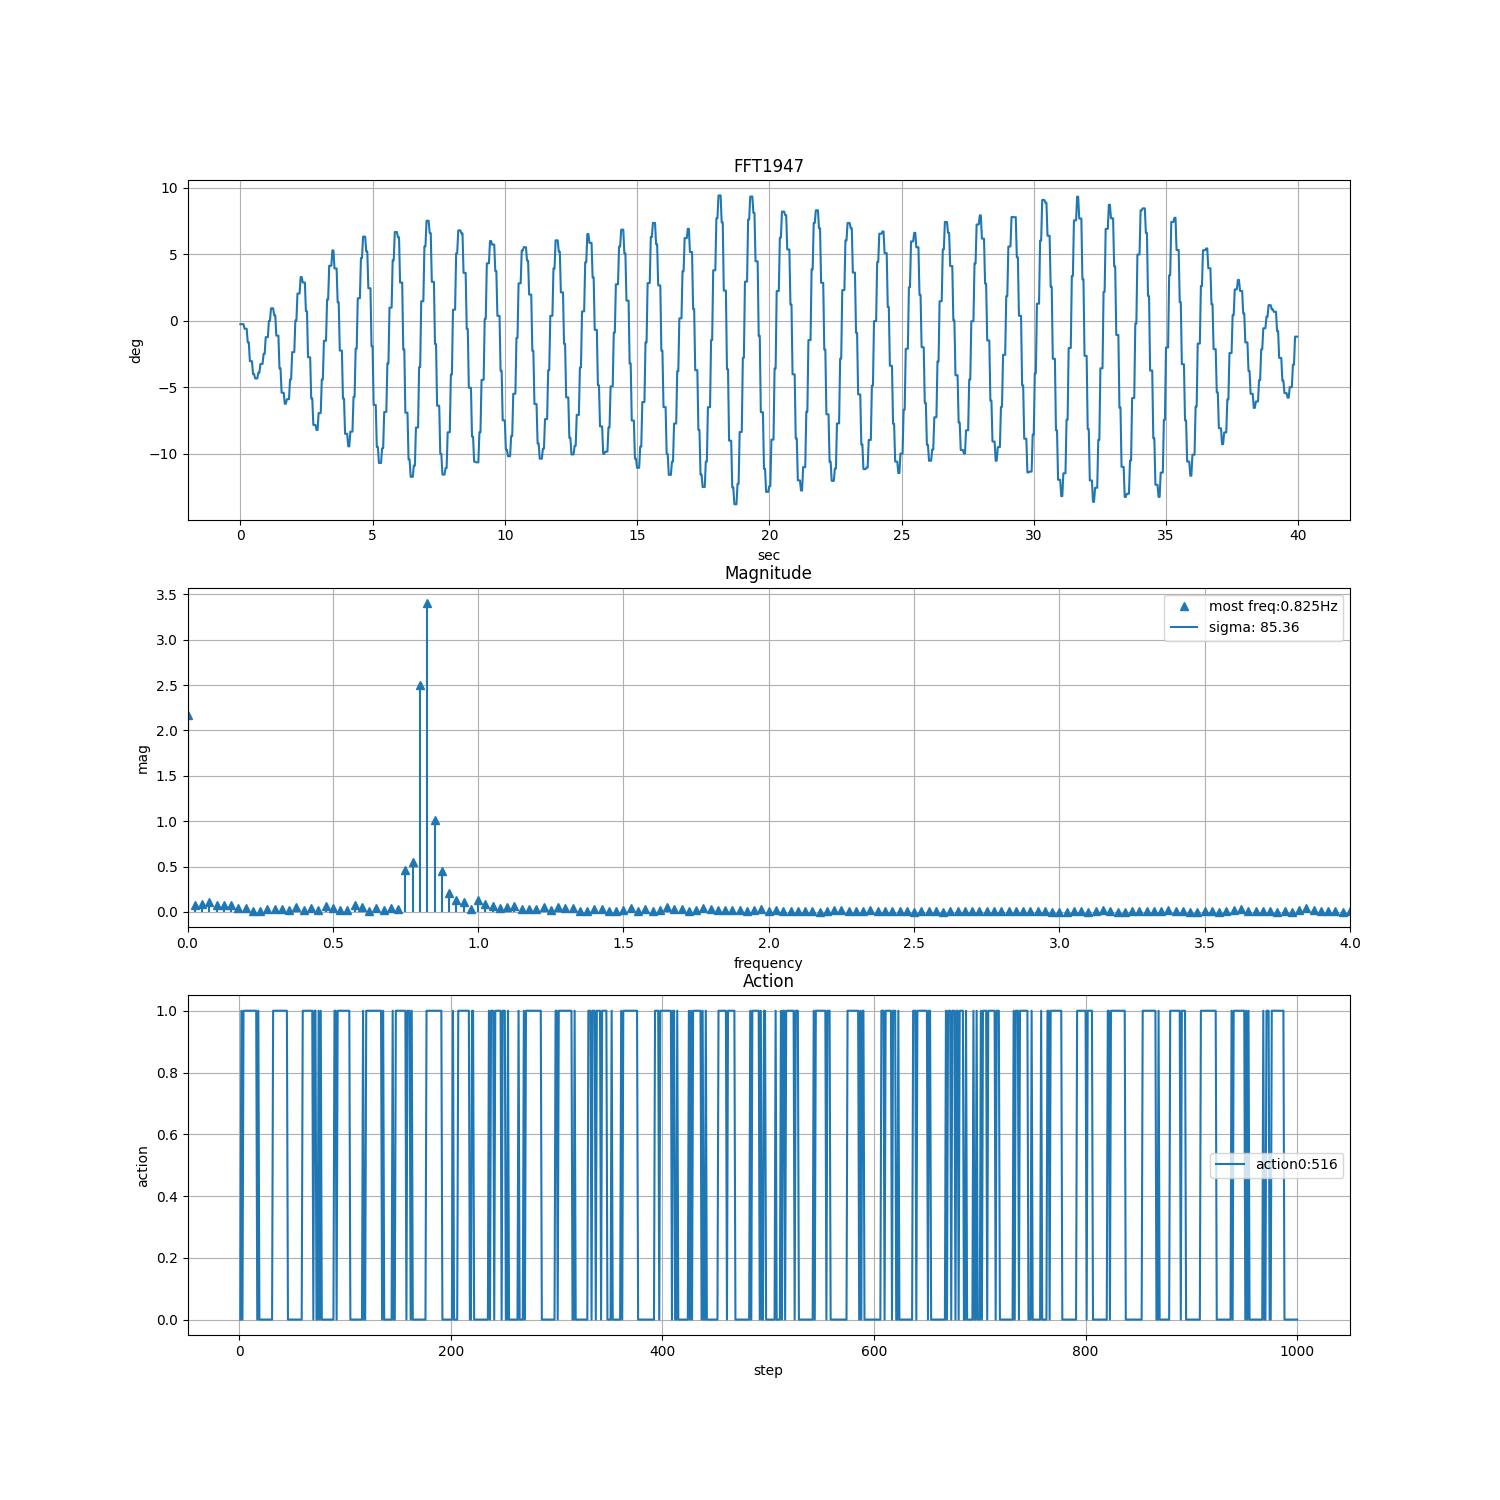 FFT1947
10
5
0
−5
−10
deg
0 5 10 15 20 25 30 35 40
sec
Magnitude
3.5
3.0
2.5
2.0
1.5
1.0
0.5
0.0
mag
most freq:0.825Hz
sigma: 85.36
0.0 0.5 1.0 1.5 2.0 2.5 3.0 3.5 4.0
frequency
Action
1.0
0.8
0.6
0.4
0.2
0.0
action
action0:516
0 200 400 600 800 1000
step